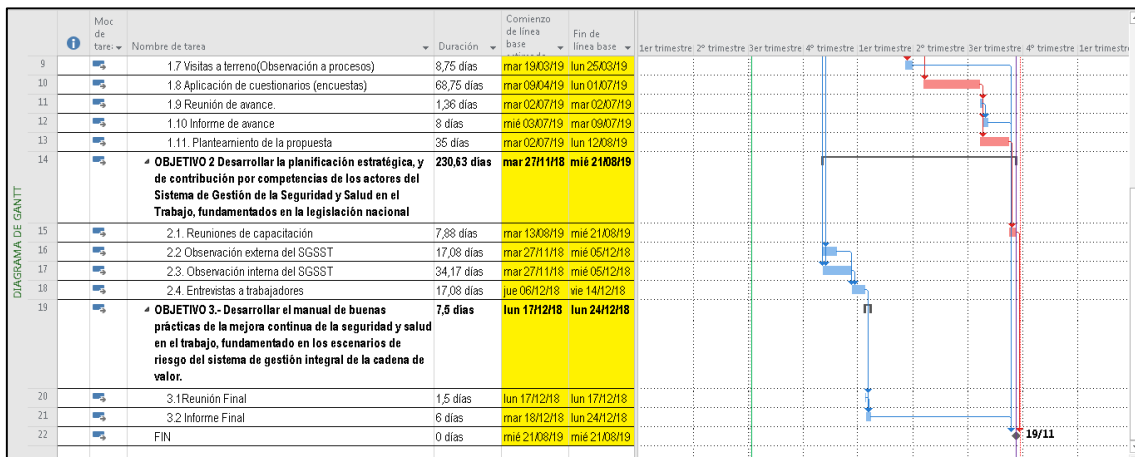 Moc de tare: Nombre de tarea Duración Comienzo de línea base estimado Fin de línea base 1er trimestre 2° trimestre 3er trimestre 4° trimestre 1er trimestre 2° trimestre 3er trimestre 4° trimestre 1er trimestre
DIAGRAMA DE GANTT
9 1.7 Visitas a terreno(Observación a procesos) 8,75 días mar 19/03/19 lun 25/03/19
10 1.8 Aplicación de cuestionarios (encuestas) 68,75 días mar 09/04/19 lun 01/07/19
11 1.9 Reunión de avance. 1,36 días mar 02/07/19 mar 02/07/19
12 1.10 Informe de avance 8 días mié 03/07/19 mar 09/07/19
13 1.11. Planteamiento de la propuesta 35 días mar 02/07/19 lun 12/08/19
14 OBJETIVO 2 Desarrollar la planificación estratégica, y 230,63 días mar 27/11/18 mié 21/08/19
de contribución por competencias de los actores del
Sistema de Gestión de la Seguridad y Salud en el
Trabajo, fundamentados en la legislación nacional
15 2.1. Reuniones de capacitación 7,88 días mar 13/08/19 mié 21/08/19
16 2.2 Observación externa del SGSST 17,08 días mar 27/11/18 mié 05/12/18
17 2.3. Observación interna del SGSST 34,17 días mar 27/11/18 mié 05/12/18
18 2.4. Entrevistas a trabajadores 17,08 días jue 06/12/18 vie 14/12/18
19 OBJETIVO 3.- Desarrollar el manual de buenas 7,5 días lun 17/12/18 lun 24/12/18
prácticas de la mejora continua de la seguridad y salud
en el trabajo, fundamentado en los escenarios de
riesgo del sistema de gestión integral de la cadena de
valor.
20 3.1Reunión Final 1,5 días lun 17/12/18 lun 17/12/18
21 3.2 Informe Final 6 días mar 18/12/18 lun 24/12/18
22 FIN 0 días mié 21/08/19 mié 21/08/19 19/11